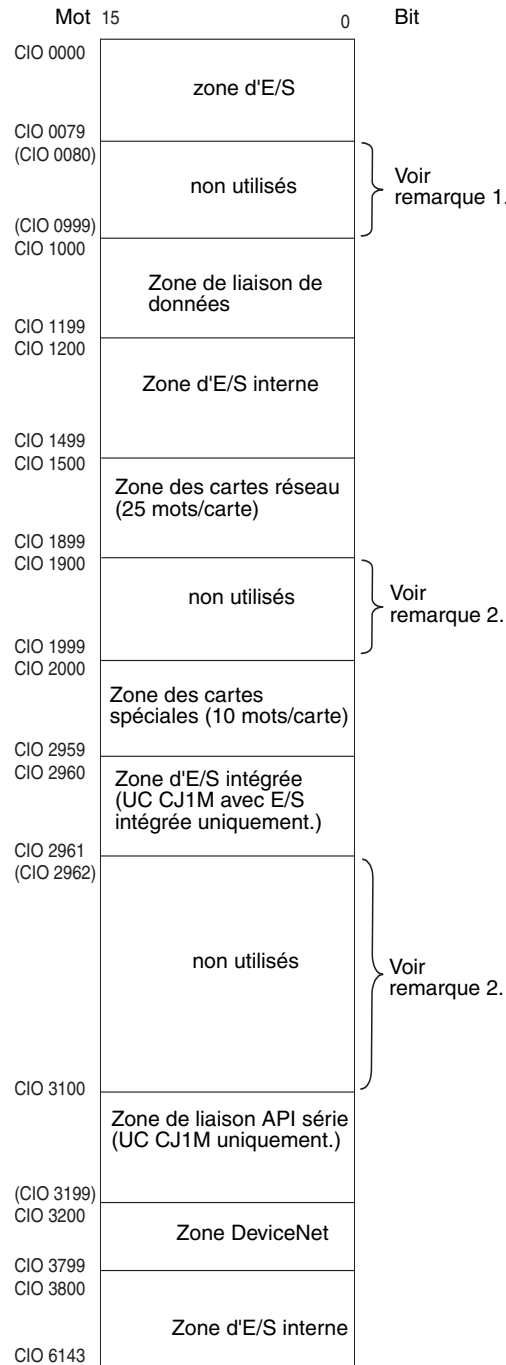 Mot 15 0 Bit
CIO 0000
zone d'E/S
CIO 0079
(CIO 0080)
non utilisés
Voir
remarque 1.
(CIO 0999)
CIO 1000
Zone de liaison de
données
CIO 1199
CIO 1200
Zone d'E/S interne
CIO 1499
CIO 1500
Zone des cartes réseau
(25 mots/carte)
CIO 1899
CIO 1900
non utilisés
Voir
remarque 2.
CIO 1999
CIO 2000
Zone des cartes
spéciales (10 mots/carte)
CIO 2959
CIO 2960
Zone d'E/S intégrée
(UC CJ1M avec E/S
intégrée uniquement.)
CIO 2961
(CIO 2962)
non utilisés
Voir
remarque 2.
CIO 3100
Zone de liaison API série
(UC CJ1M uniquement.)
(CIO 3199)
CIO 3200
Zone DeviceNet
CIO 3799
CIO 3800
Zone d'E/S interne
CIO 6143